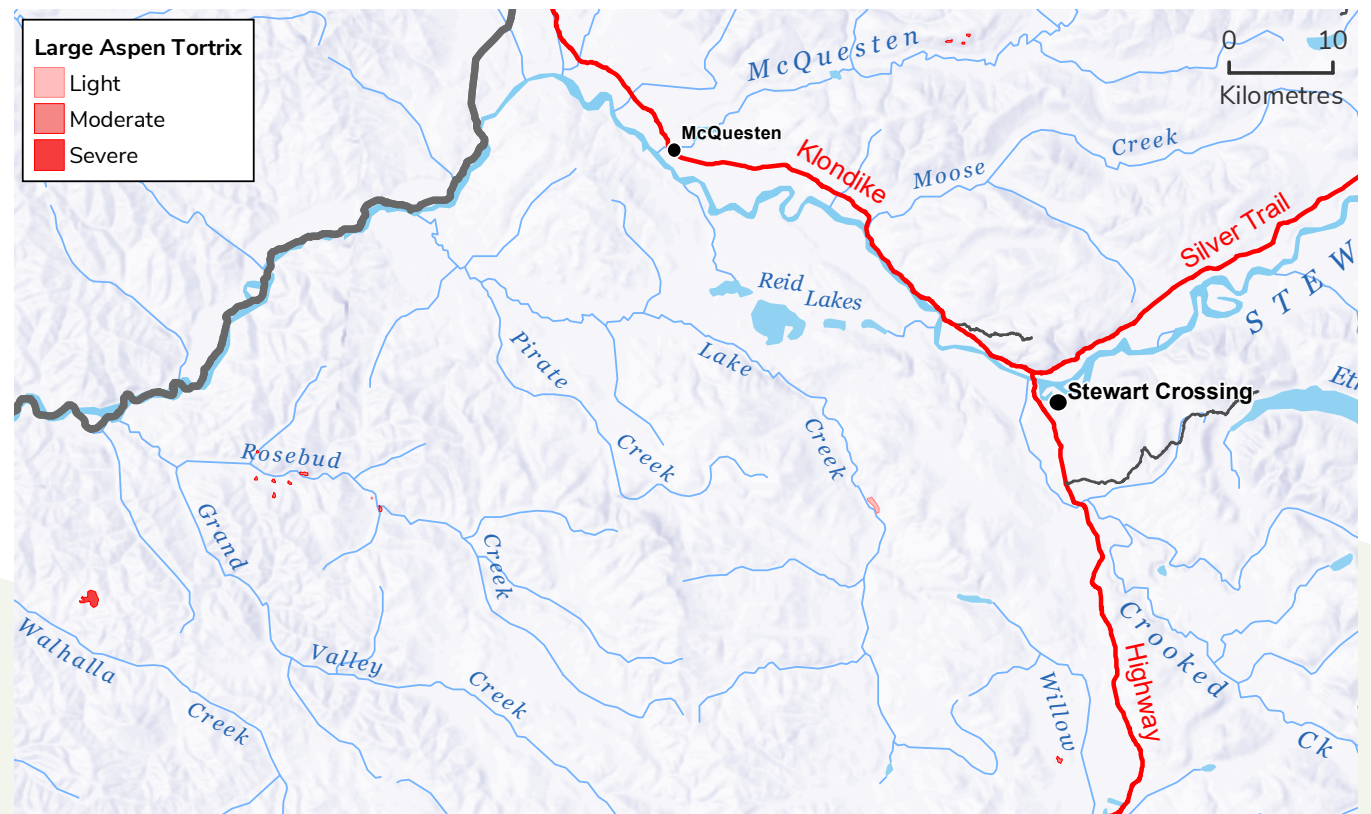 Large Aspen Tortrix
Light
Moderate
Severe
0 10
Kilometres
McQuesten
McQuesten
Klondike
Moose
Creek
Silver Trail
STEW
Reid
Lakes
Pirate
Creek
Lake
Creek
Stewart Crossing
Rosebud
Creek
Grand
Valley
Creek
Walhalla
Creek
Crooked
Ck
Highway
Willow